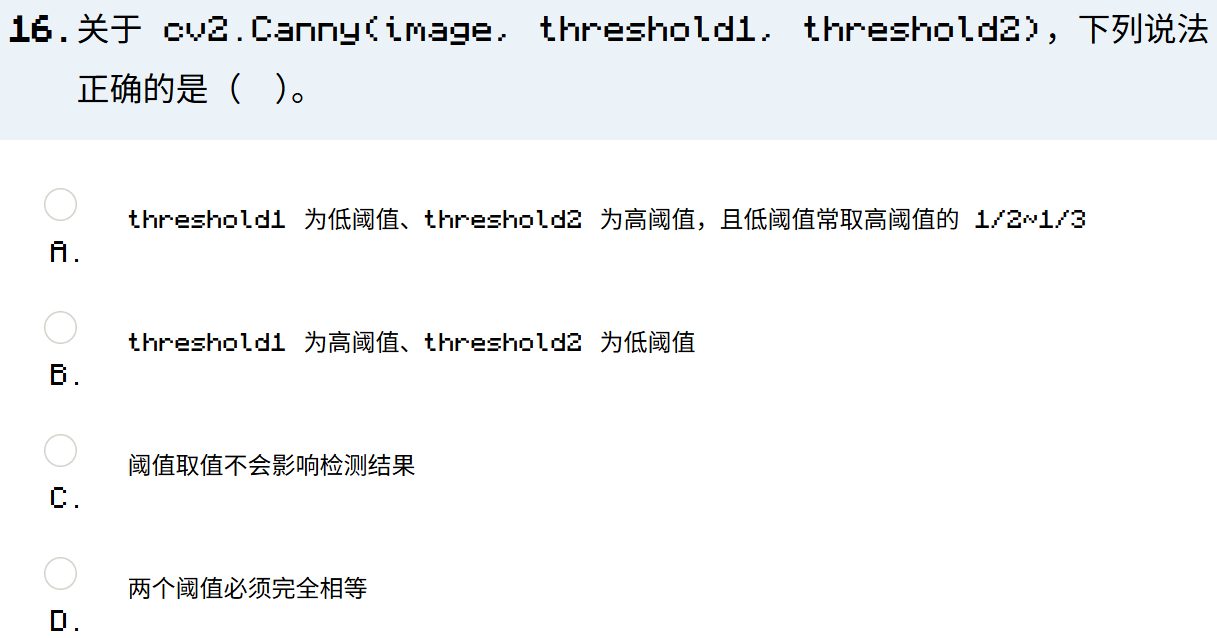 16.关于 cv2.Canny(image, threshold1, threshold2)，下列说法
正确的是（ ）。
threshold1 为低阈值、threshold2 为高阈值，且低阈值常取高阈值的 1/2~1/3
A.
threshold1 为高阈值、threshold2 为低阈值
B.
阈值取值不会影响检测结果
C.
两个阈值必须完全相等
D.